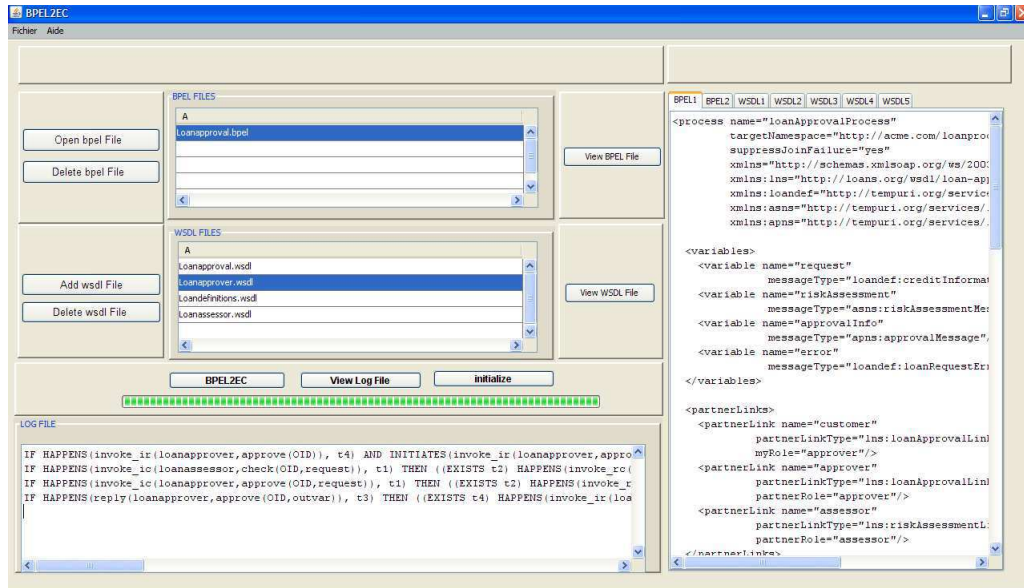 BPEL2EC
Fichier Aide
BPEL FILES
A
Loanapproval.bpel
Open bpel File
Delete bpel File
View BPEL File
WSDL FILES
A
Loanapproval.wsdl
Loanapprover.wsdl
Loandefinitions.wsdl
Loanassessor.wsdl
Add wsdl File
Delete wsdl File
View WSDL File
BPEL2EC View Log File initialize
LOG FILE
IF HAPPENS(invoke_ir(loanapprover,approve(OID)), t4) AND INITIATES(invoke_ir(loanapprover,appro
IF HAPPENS(invoke_ic(loanassessor,check(OID,request)), t1) THEN ((EXISTS t2) HAPPENS(invoke_rc(
IF HAPPENS(invoke_ic(loanapprover,approve(OID,request)), t1) THEN ((EXISTS t2) HAPPENS(invoke_r
IF HAPPENS(reply(loanapprover,approve(OID,outvar)), t3) THEN ((EXISTS t4) HAPPENS(invoke_ir(loa
BPEL1 BPEL2 WSDL1 WSDL2 WSDL3 WSDL4 WSDL5
<process name="loanApprovalProcess"
targetNamespace="http://acme.com/loanproc
suppressJoinFailure="yes"
xmlns="http://schemas.xmlsoap.org/ws/200
xmlns:lns="http://loans.org/wsdl/loan-app
xmlns:loandef="http://tempuri.org/service
xmlns:asns="http://tempuri.org/services/
xmlns:apns="http://tempuri.org/services/
<variables>
<variable name="request"
messageType="loandef:creditInformat
<variable name="riskAssessment"
messageType="asns:riskAssessmentMes
<variable name="approvalInfo"
messageType="apns:approvalMessage"/
<variable name="error"
messageType="loandef:loanRequestErr
</variables>
<partnerLinks>
<partnerLink name="customer"
partnerLinkType="lns:loanApprovalLink
myRole="approver"/>
<partnerLink name="approver"
partnerLinkType="lns:loanApprovalLink
partnerRole="approver"/>
<partnerLink name="assessor"
partnerLinkType="lns:riskAssessmentL
partnerRole="assessor"/>
</partnerLinks>